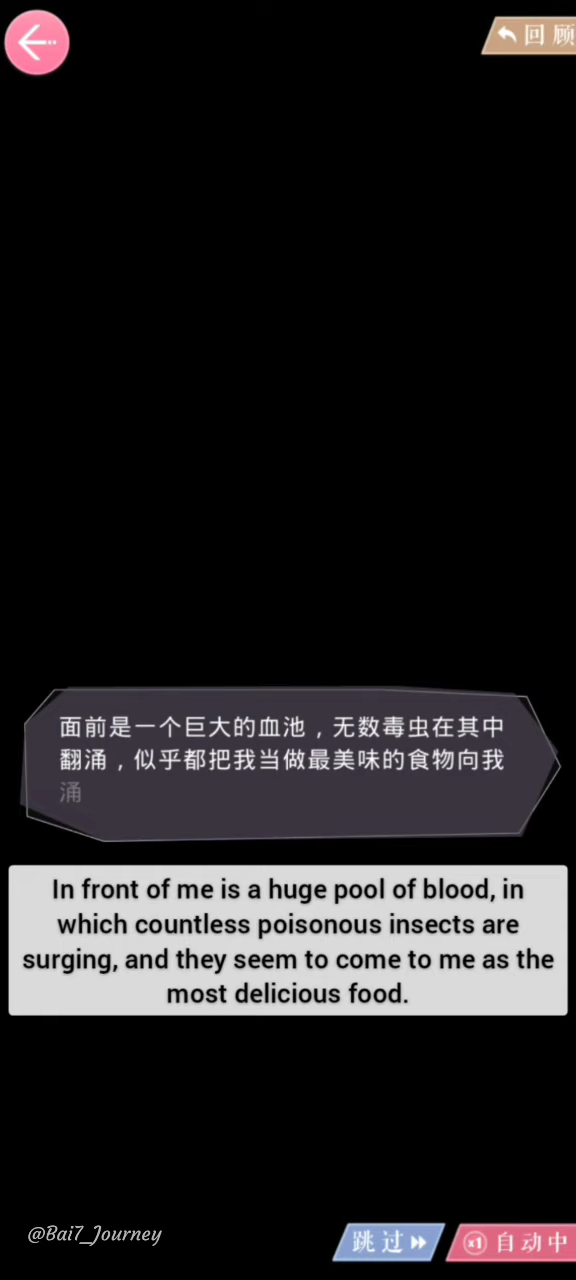 回顾
面前是一个巨大的血池，无数毒虫在其中
翻涌，似乎都把我当做最美味的食物向我
涌
In front of me is a huge pool of blood, in
which countless poisonous insects are
surging, and they seem to come to me as the
most delicious food.
@Bai7_Journey
跳过
x1 自动中